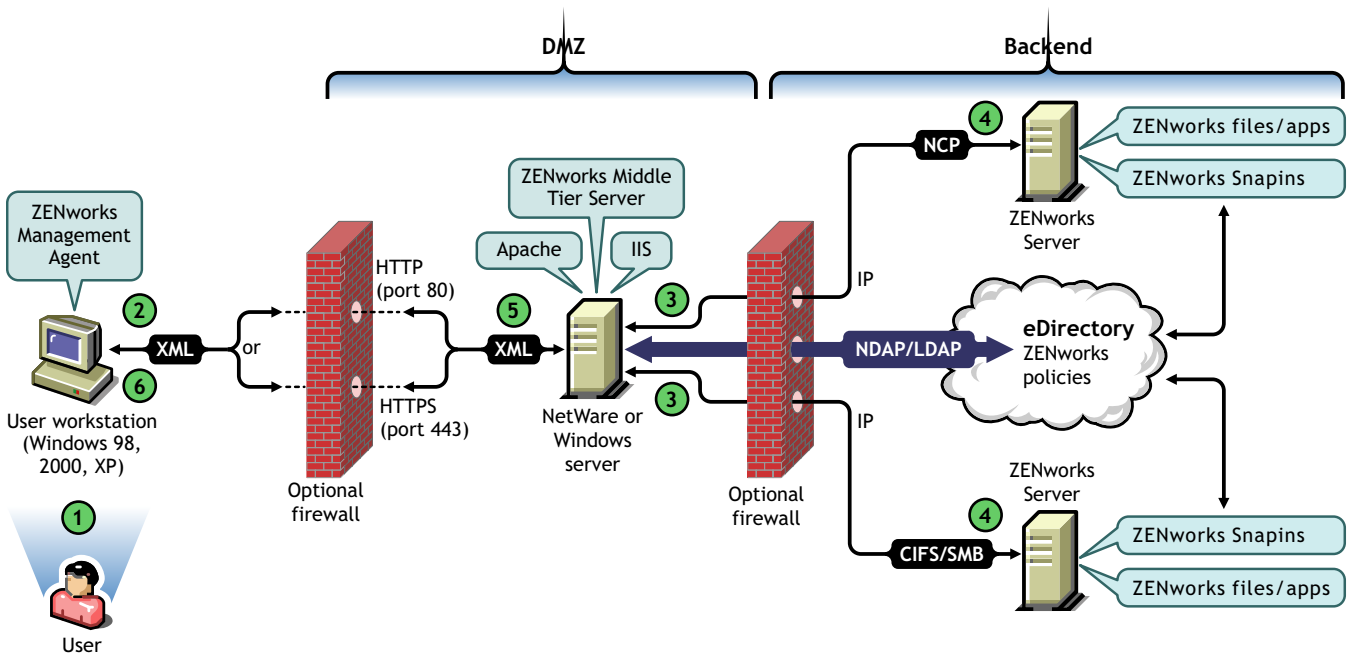 DMZ
Backend
4
NCP
ZENworks files/apps
ZENworks Snapins
ZENworks
Server
ZENworks Middle
Tier Server
Apache
IIS
ZENworks
Management
Agent
HTTP
(port 80)
2
XML
or
5
XML
3
IP
NDAP/LDAP
eDirectory
ZENworks
policies
6
3
HTTPS
(port 443)
IP
User workstation
(Windows 98,
2000, XP)
NetWare or
Windows
server
Optional
firewall
Optional
firewall
ZENworks
Server
4
CIFS/SMB
ZENworks Snapins
ZENworks files/apps
1
User